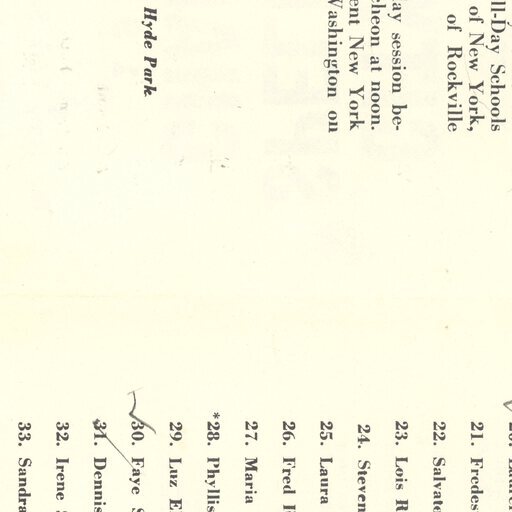 ll-Day Schools
of New York,
of Rockville
ay session be-
cheon at noon.
ent New York
Washington on
Hyde Park
21. Fredes
22. Salvato
23. Lois R
24. Steven
25. Laura
26. Fred
27. Maria
*28. Phyllis
29. Luz E
30. Faye S
31. Dennis
32. Irene S
33. Sandra